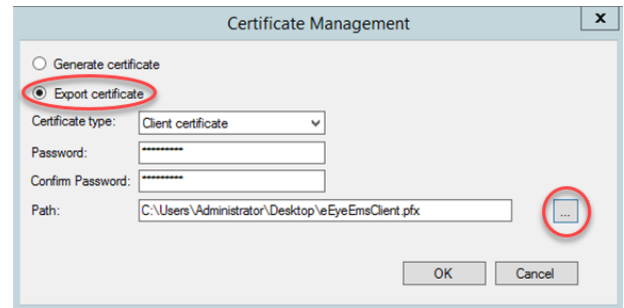 Certificate Management
x
Generate certificate
Export certificate
Certificate type: Client certificate
Password: *********
Confirm Password: *********
Path: C:\Users\Administrator\Desktop\eEyeEmsClient.pfx ...
OK Cancel